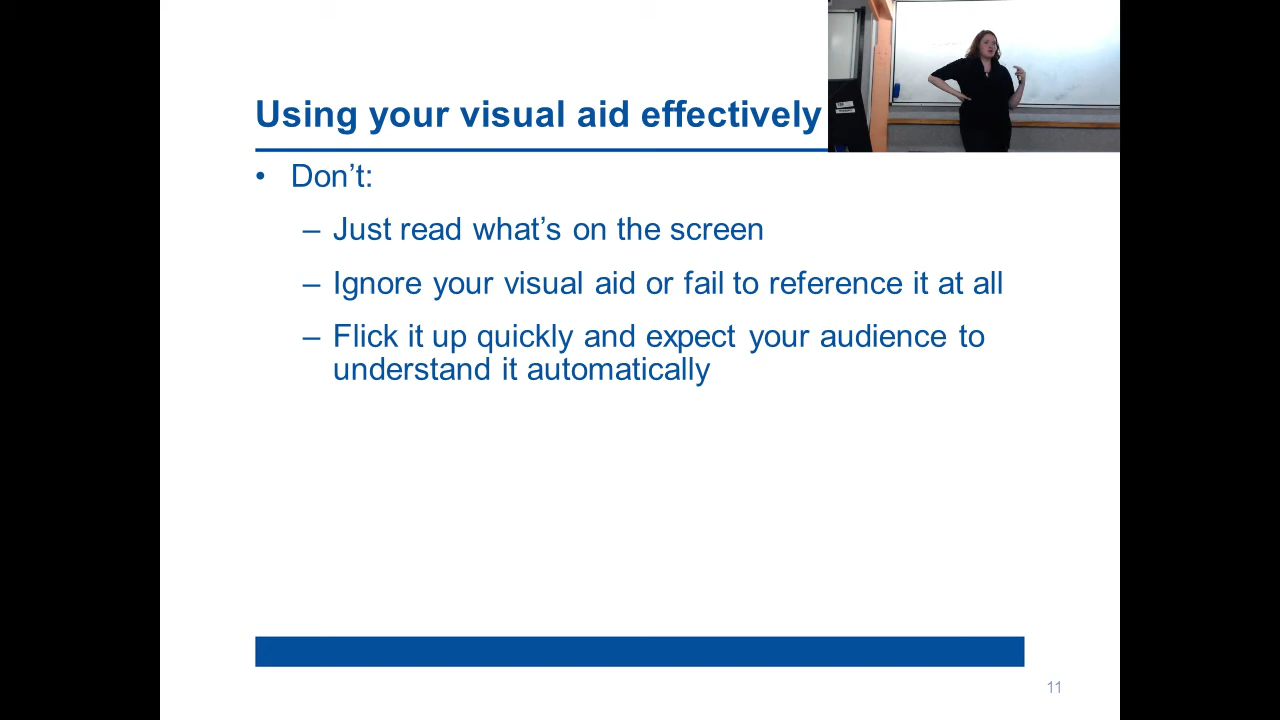 Using your visual aid effectively
• Don’t:
– Just read what’s on the screen
– Ignore your visual aid or fail to reference it at all
– Flick it up quickly and expect your audience to
understand it automatically
11